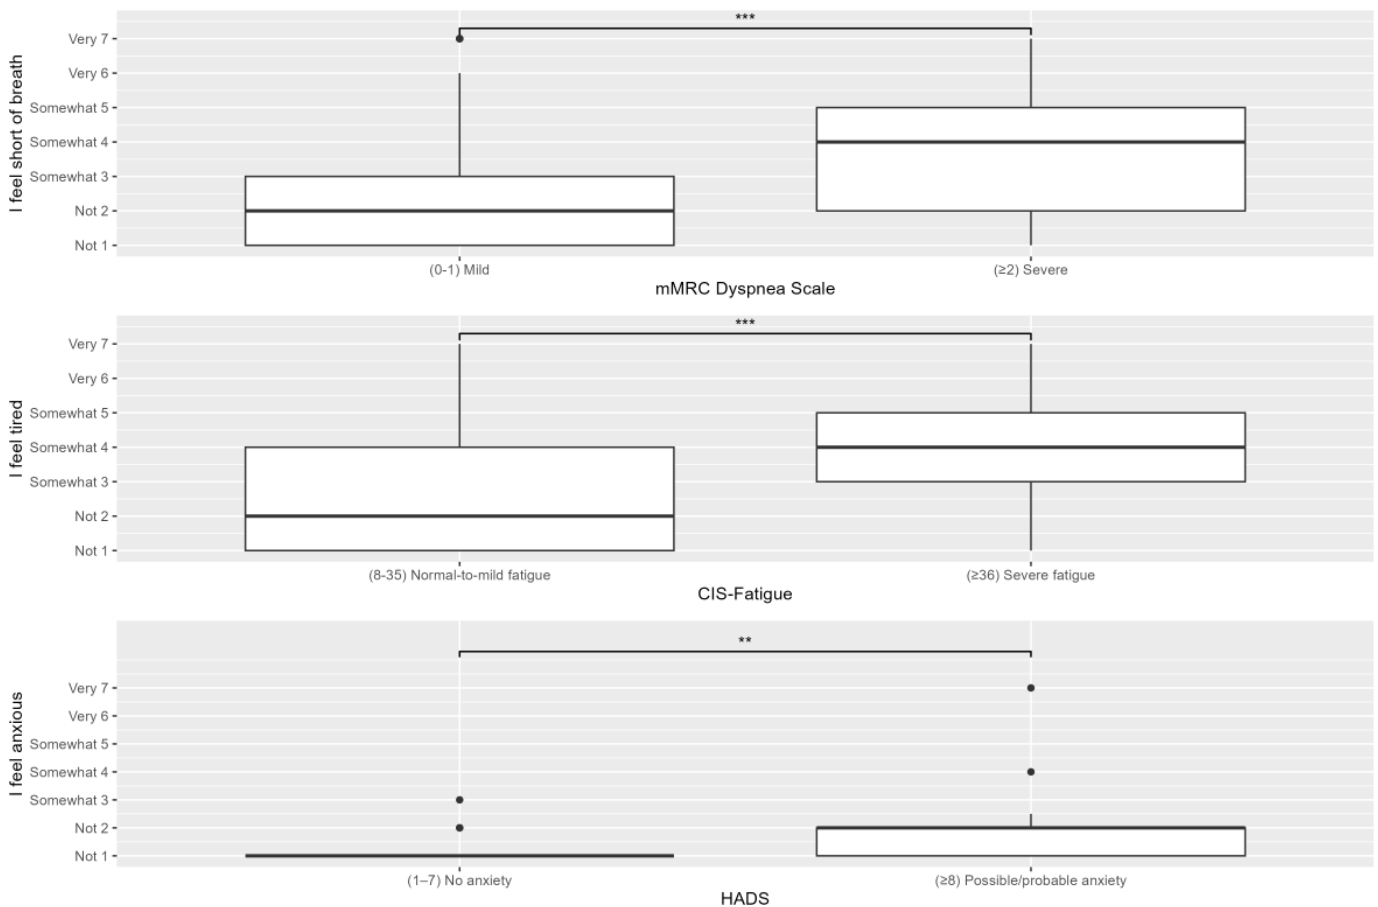 ***
I feel short of breath
Very 7
Very 6
Somewhat 5
Somewhat 4
Somewhat 3
Not 2
Not 1
(0-1) Mild
(≥2) Severe
mMRC Dyspnea Scale
***
I feel tired
Very 7
Very 6
Somewhat 5
Somewhat 4
Somewhat 3
Not 2
Not 1
(8-35) Normal-to-mild fatigue
(≥36) Severe fatigue
CIS-Fatigue
**
I feel anxious
Very 7
Very 6
Somewhat 5
Somewhat 4
Somewhat 3
Not 2
Not 1
(1–7) No anxiety
(≥8) Possible/probable anxiety
HADS